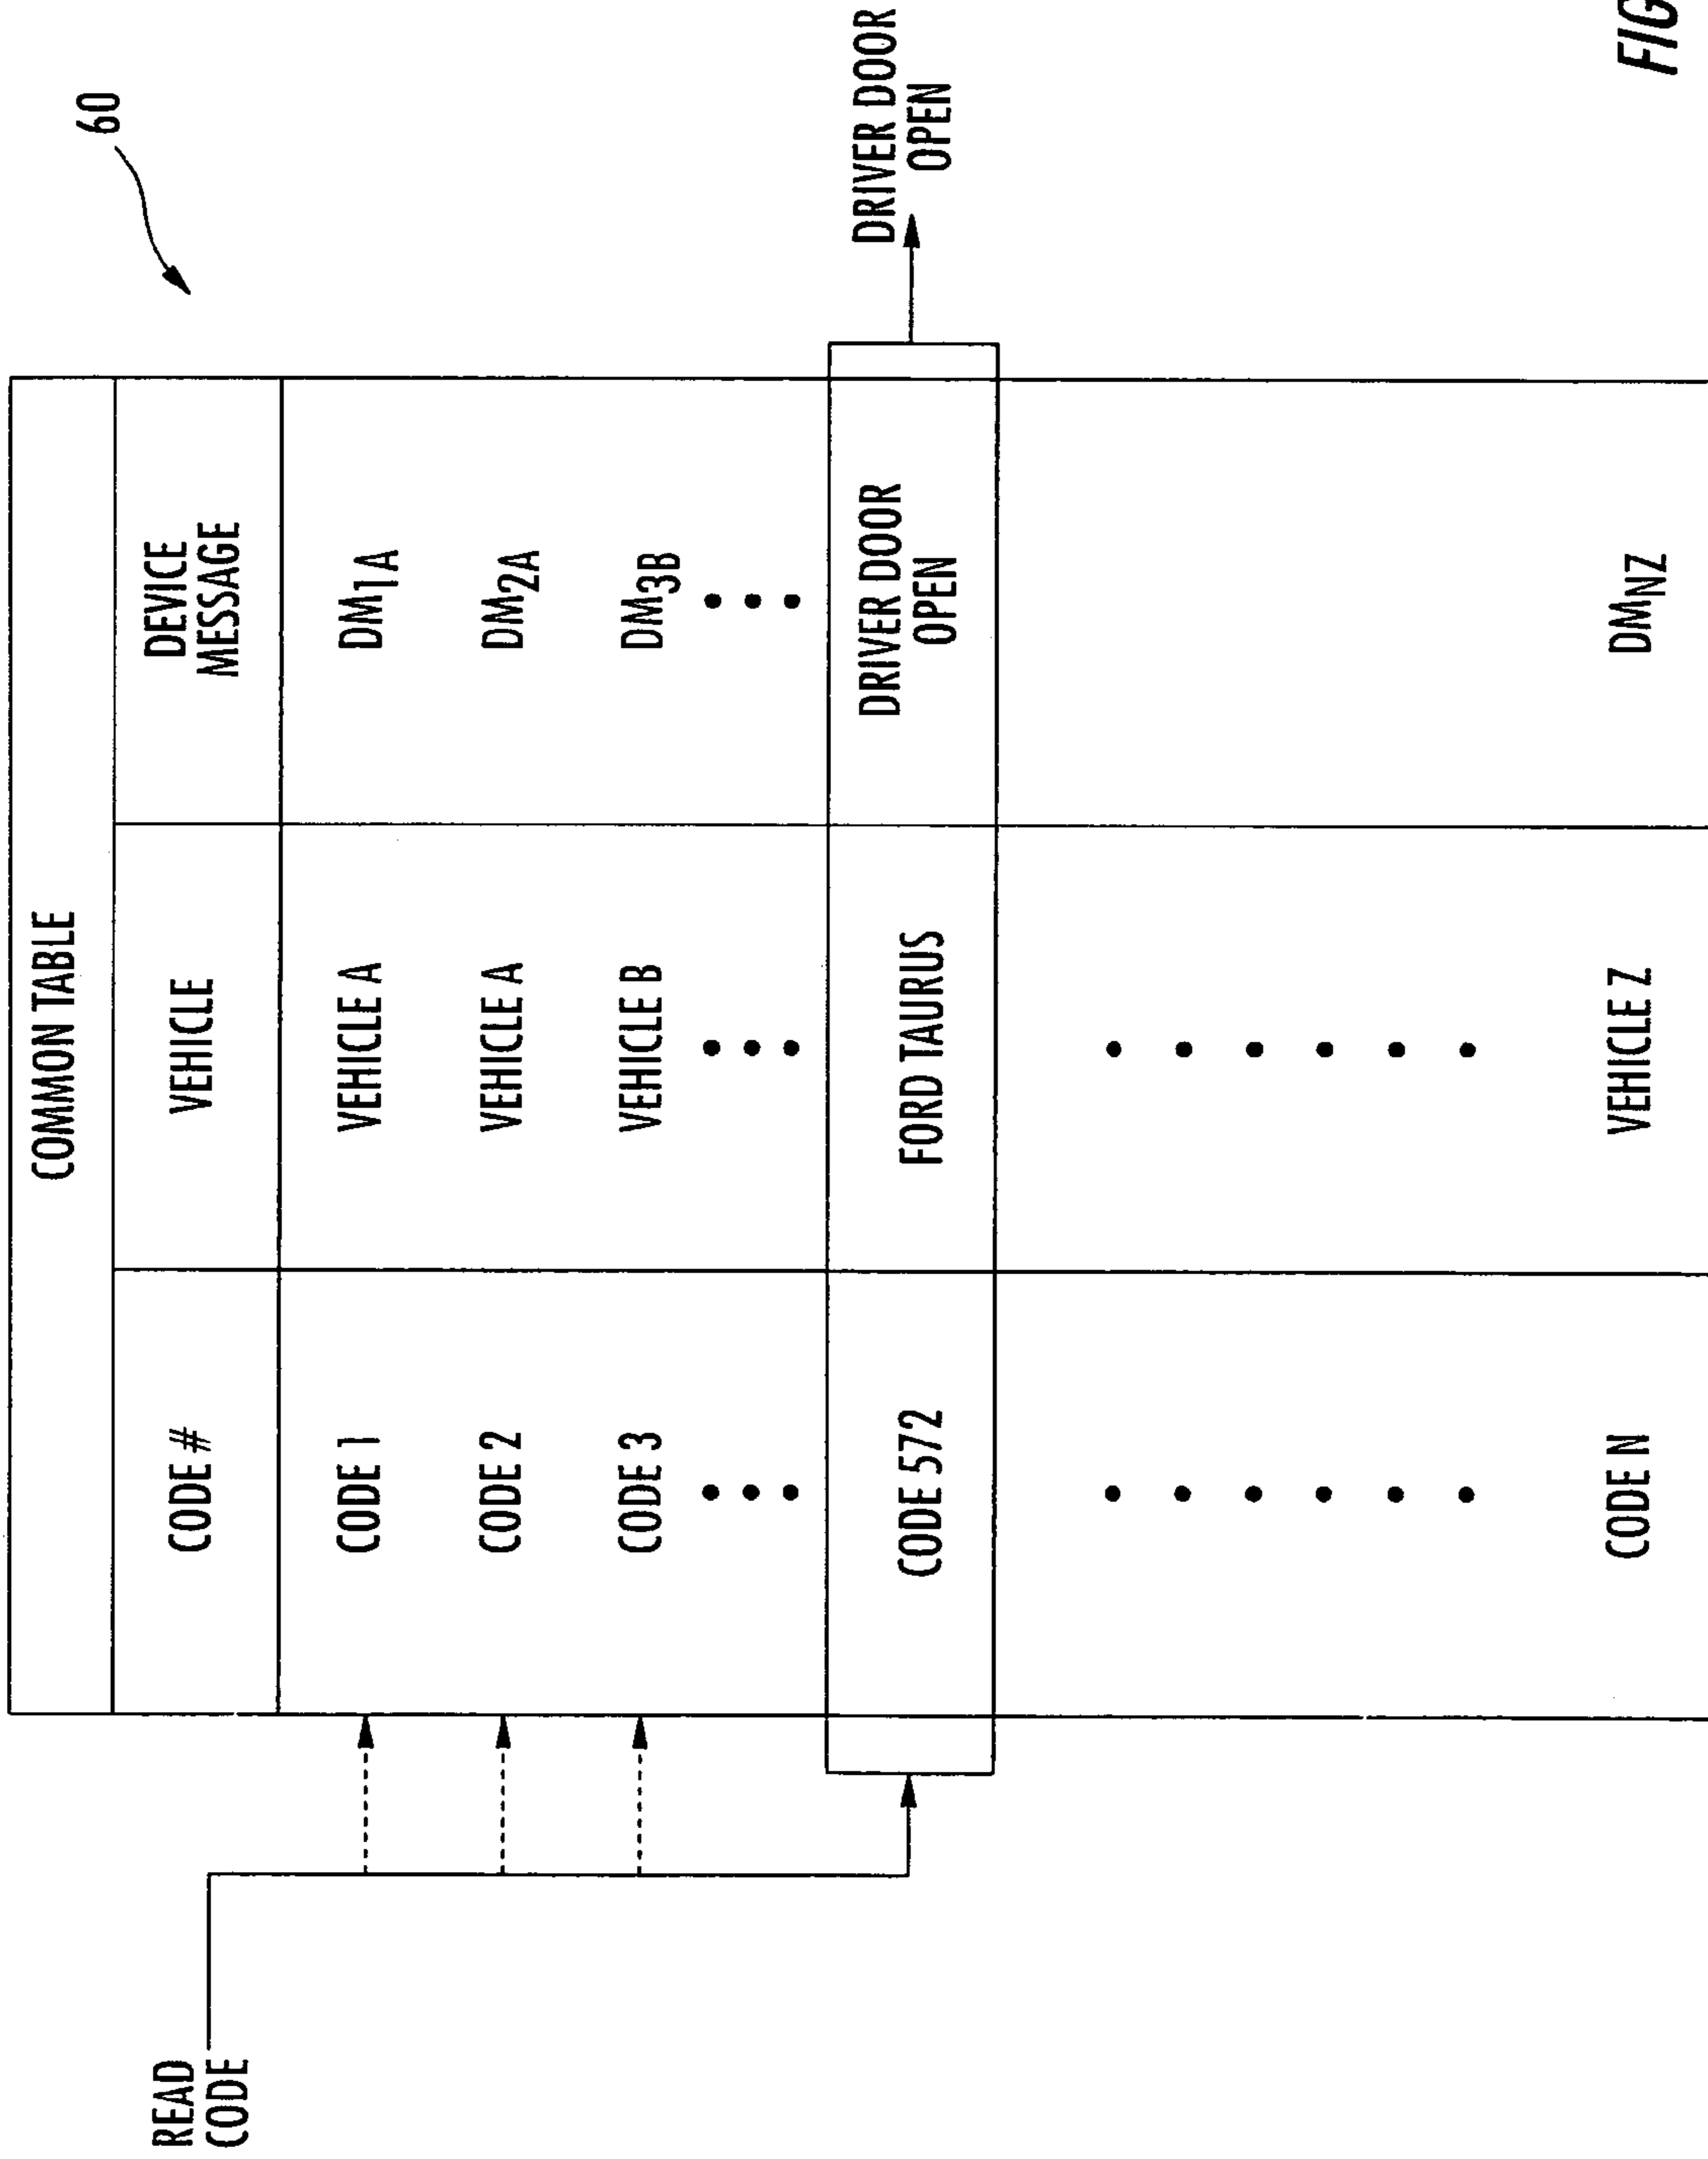 60
COMMON TABLE
CODE #
VEHICLE
DEVICE
MESSAGE
CODE 1
VEHICLE A
DM1A
CODE 2
VEHICLE A
DM2A
CODE 3
VEHICLE B
DM3B
READ
CODE
CODE 572
FORD TAURUS
DRIVER DOOR
OPEN
DRIVER DOOR
OPEN
CODE N
VEHICLE Z
DMNZ
FIG